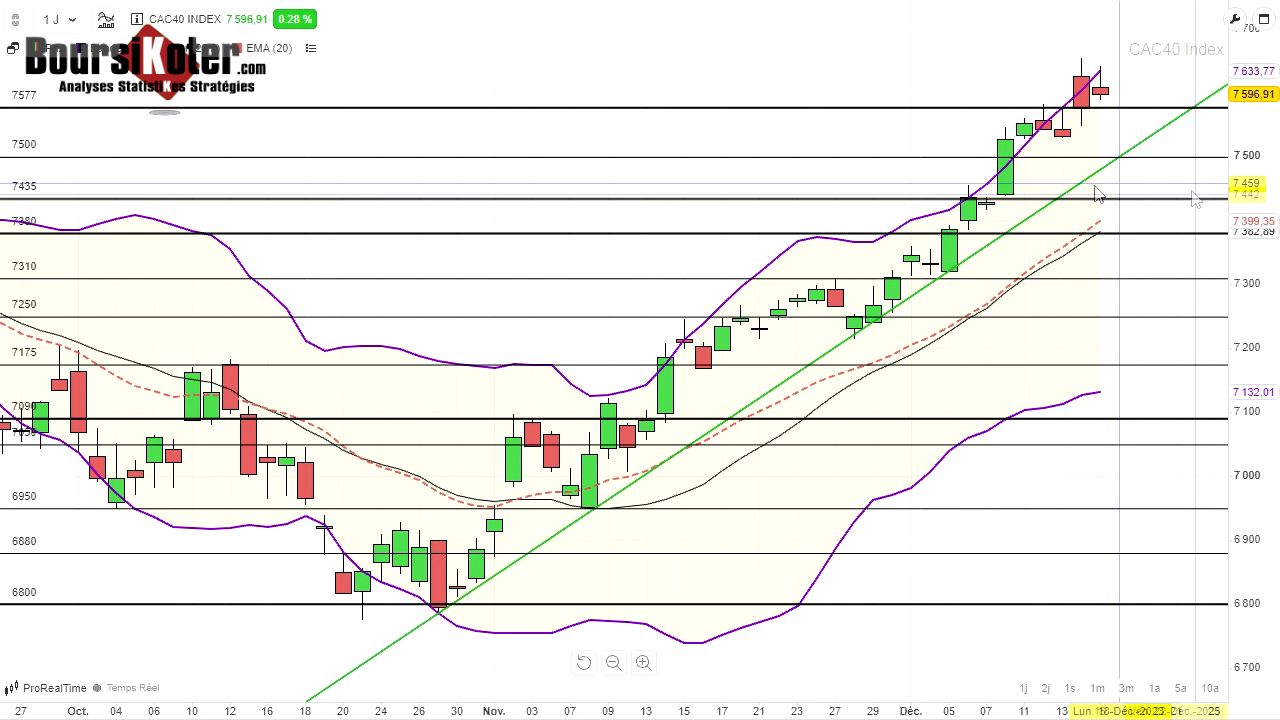 1 J
CAC40 INDEX 7 596,91 0.28 %
EMA (20)
BoursiKoter.com
Analyses StatistiKes Stratégies
CAC40 Index
7 633,77
7 596,91
7 500
7 459
7 442
7 399,35
7 382,89
7 300
7 200
7 132,01
7 100
7 000
6 900
6 800
6 700
7577
7500
7435
7380
7310
7250
7175
7090
6950
6880
6800
ProRealTime Temps Réel
1j 2j 1s 1m 3m 1a 5a 10a
27 Oct. 04 06 10 12 14 18 20 24 26 30 Nov. 03 07 09 13 15 17 21 23 27 29 Déc. 05 07 11 13 Lun. 18-Déc. 25